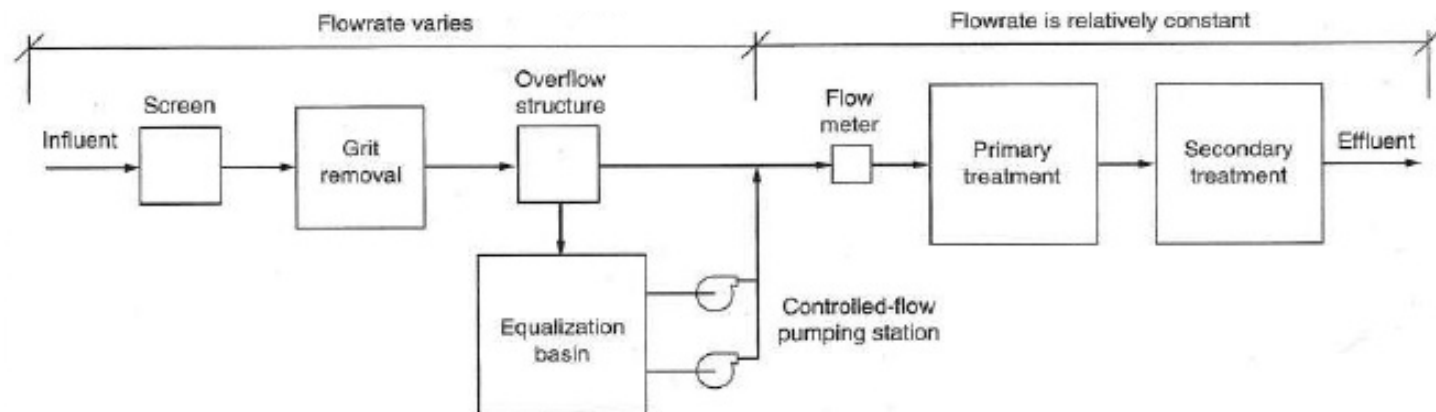 Flowrate varies
Flowrate is relatively constant
Screen
Overflow
structure
Flow
meter
Influent
Grit
removal
Primary
treatment
Secondary
treatment
Effluent
Equalization
basin
Controlled-flow
pumping station